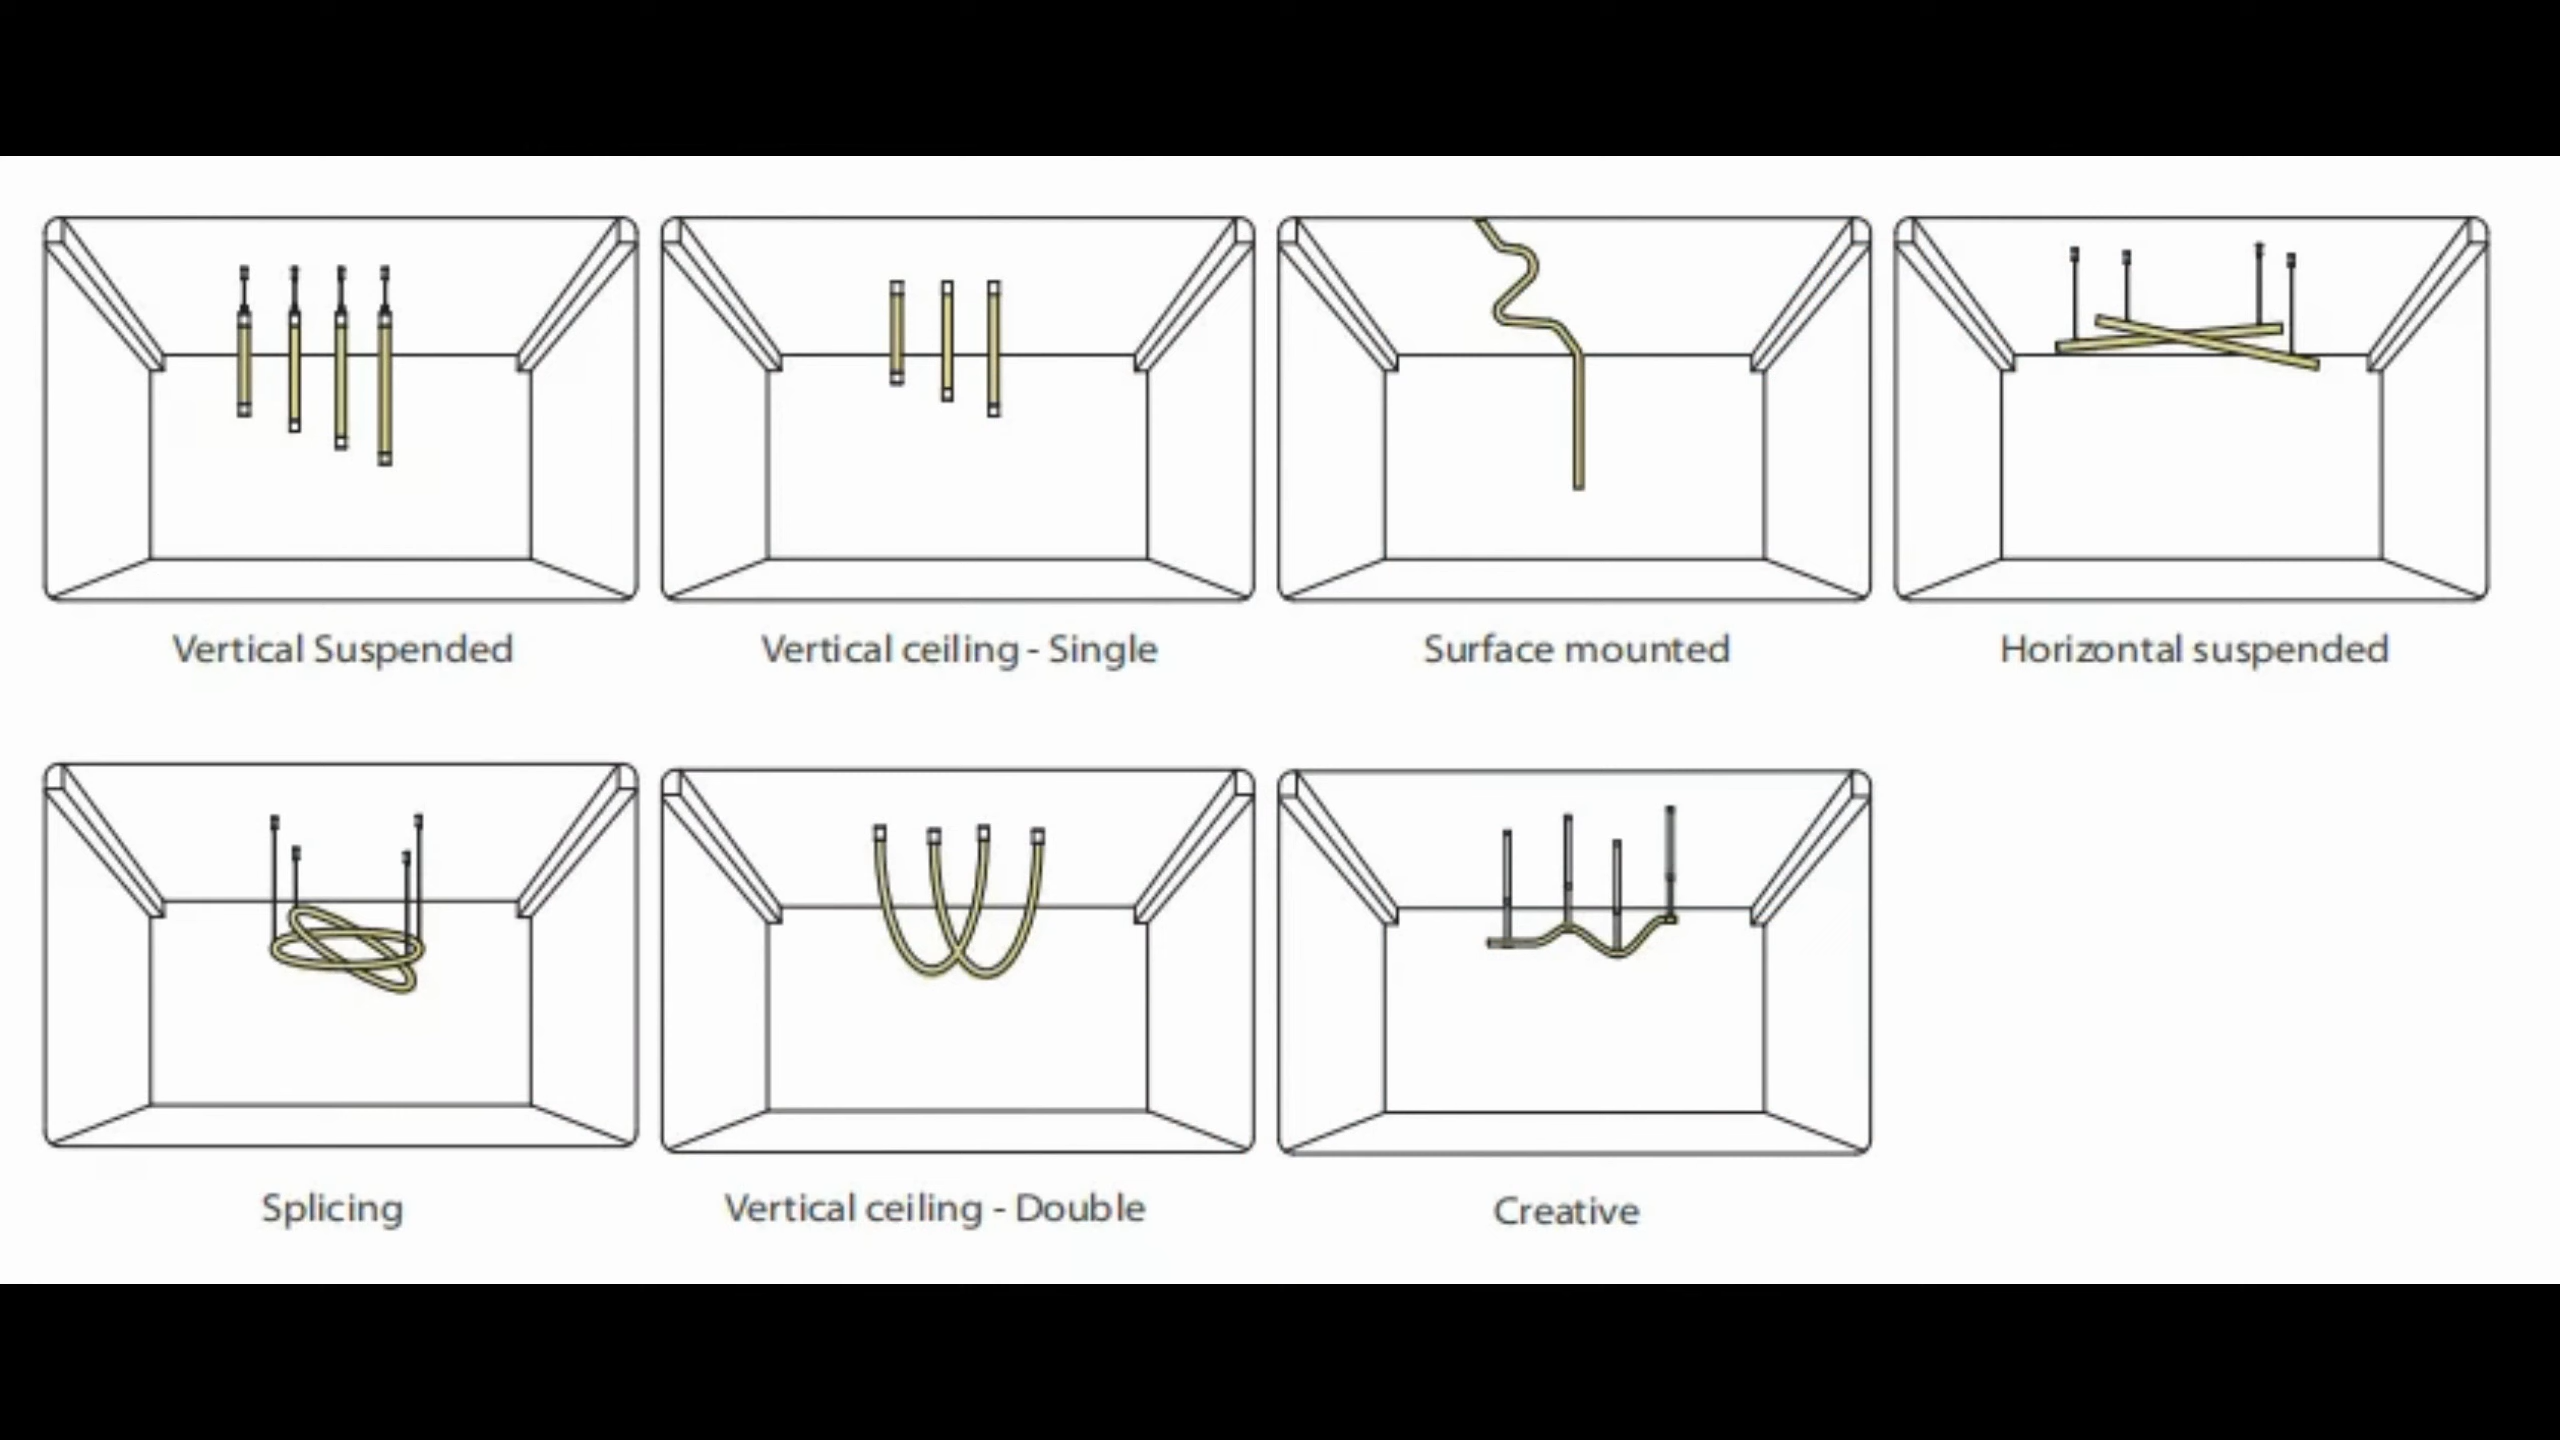 Vertical Suspended
Vertical ceiling - Single
Surface mounted
Horizontal suspended
Splicing
Vertical ceiling - Double
Creative